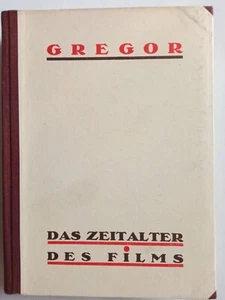 GREGOR
DAS ZEITALTER
DES FiLMS